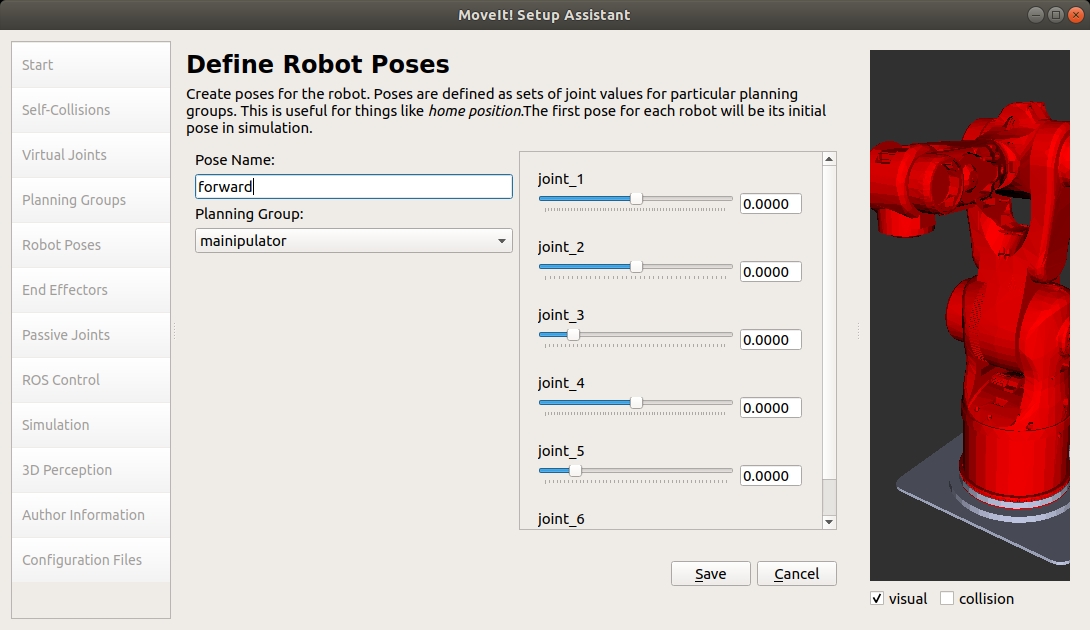 MoveIt! Setup Assistant
Start
Self-Collisions
Virtual Joints
Planning Groups
Robot Poses
End Effectors
Passive Joints
ROS Control
Simulation
3D Perception
Author Information
Configuration Files
Define Robot Poses
Create poses for the robot. Poses are defined as sets of joint values for particular planning
groups. This is useful for things like home position.The first pose for each robot will be its initial
pose in simulation.
Pose Name:
forward
Planning Group:
mainipulator
joint_1
0.0000
joint_2
0.0000
joint_3
0.0000
joint_4
0.0000
joint_5
0.0000
joint_6
Save
Cancel
visual
collision